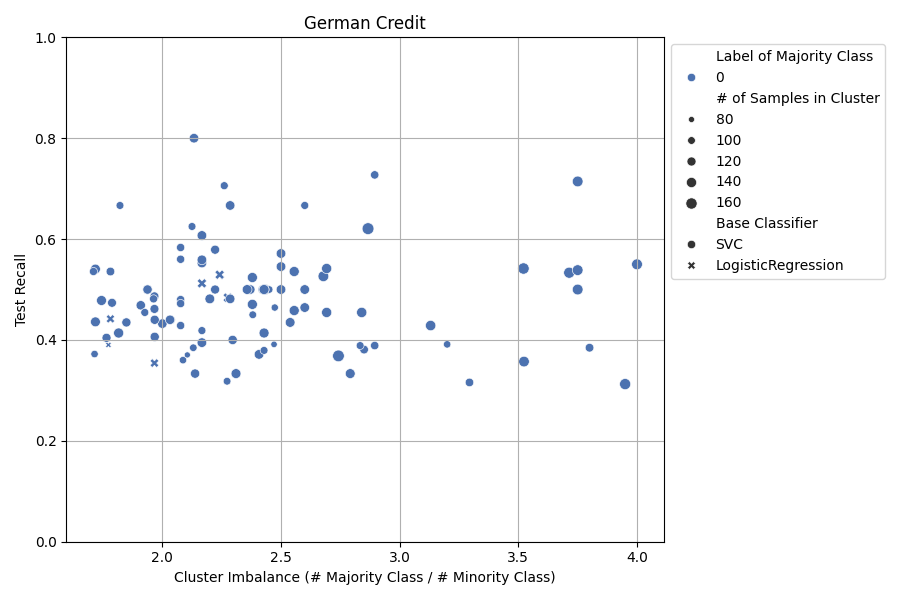 German Credit
Test Recall
1.0
0.8
0.6
0.4
0.2
0.0
2.0 2.5 3.0 3.5 4.0
Cluster Imbalance (# Majority Class / # Minority Class)
Label of Majority Class
0
# of Samples in Cluster
80
100
120
140
160
Base Classifier
SVC
LogisticRegression